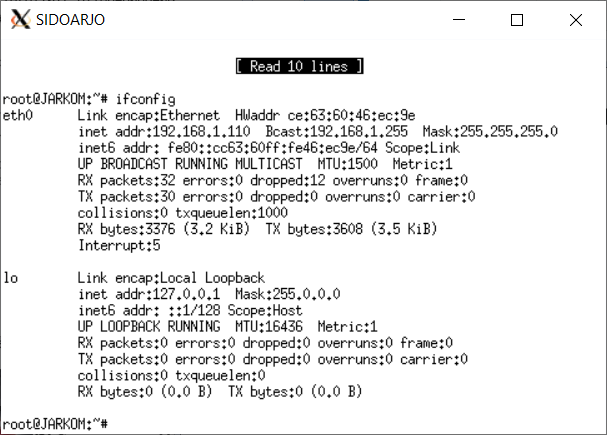 SIDOARJO
[ Read 10 lines ]
root@JARKOM:~# ifconfig
eth0      Link encap:Ethernet  HWaddr ce:63:60:46:ec:9e
          inet addr:192.168.1.110  Bcast:192.168.1.255  Mask:255.255.255.0
          inet6 addr: fe80::cc63:60ff:fe46:ec9e/64 Scope:Link
          UP BROADCAST RUNNING MULTICAST  MTU:1500  Metric:1
          RX packets:32 errors:0 dropped:12 overruns:0 frame:0
          TX packets:30 errors:0 dropped:0 overruns:0 carrier:0
          collisions:0 txqueuelen:1000
          RX bytes:3376 (3.2 KiB)  TX bytes:3608 (3.5 KiB)
          Interrupt:5
lo        Link encap:Local Loopback
          inet addr:127.0.0.1  Mask:255.0.0.0
          inet6 addr: ::1/128 Scope:Host
          UP LOOPBACK RUNNING  MTU:16436  Metric:1
          RX packets:0 errors:0 dropped:0 overruns:0 frame:0
          TX packets:0 errors:0 dropped:0 overruns:0 carrier:0
          collisions:0 txqueuelen:0
          RX bytes:0 (0.0 B)  TX bytes:0 (0.0 B)
root@JARKOM:~#